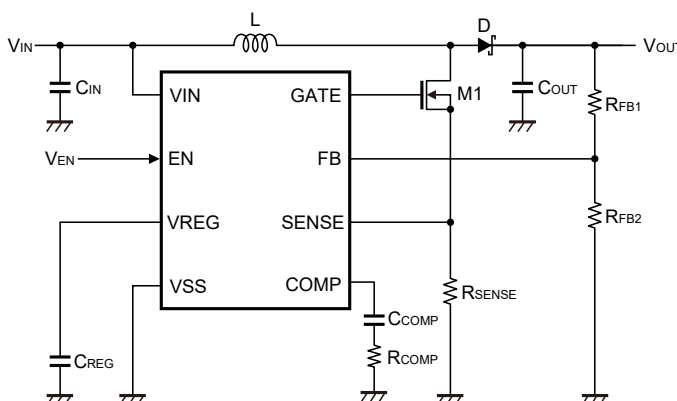 L
D
VIN
VOUT
CIN
VIN
GATE
M1
COUT
RFB1
VEN
EN
FB
VREG
SENSE
RFB2
VSS
COMP
RSENSE
CCOMP
CREG
RCOMP